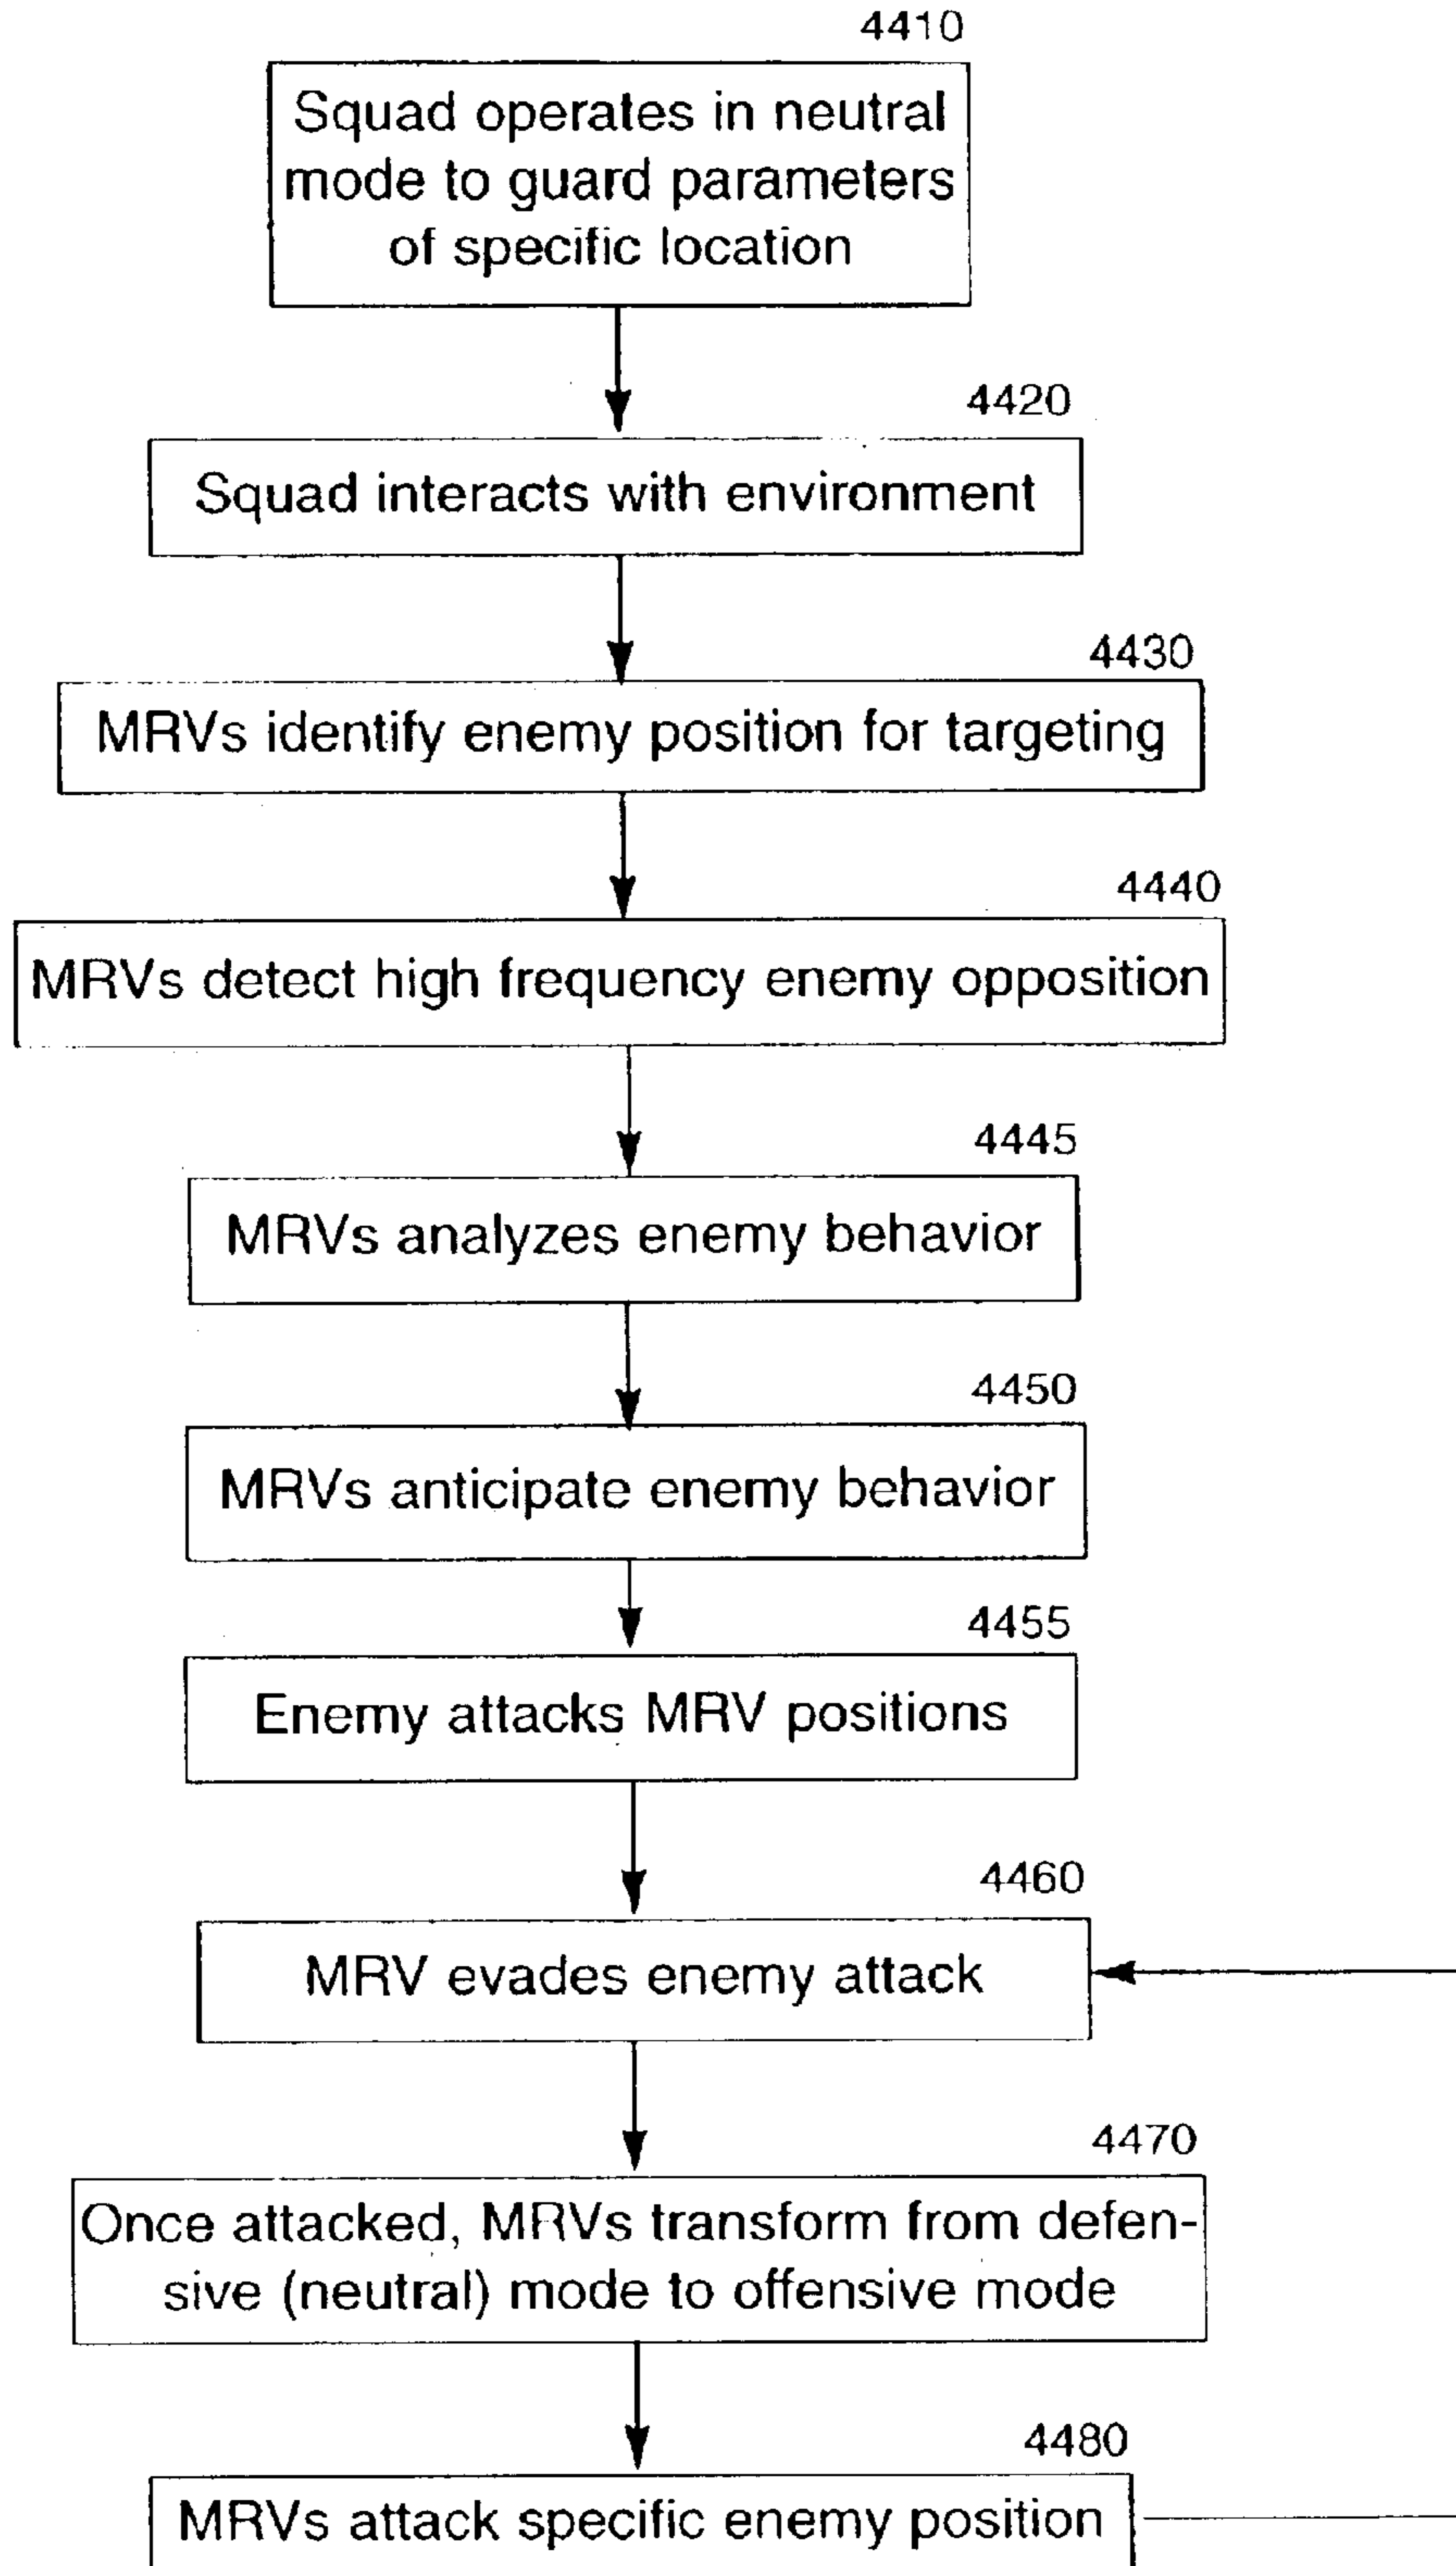 4410
Squad operates in neutral
mode to guard parameters
of specific location
4420
Squad interacts with environment
4430
MRVs identify enemy position for targeting
4440
MRVs detect high frequency enemy opposition
4445
MRVs analyzes enemy behavior
4450
MRVs anticipate enemy behavior
4455
Enemy attacks MRV positions
4460
MRV evades enemy attack
4470
Once attacked, MRVs transform from defen-
sive (neutral) mode to offensive mode
4480
MRVs attack specific enemy position